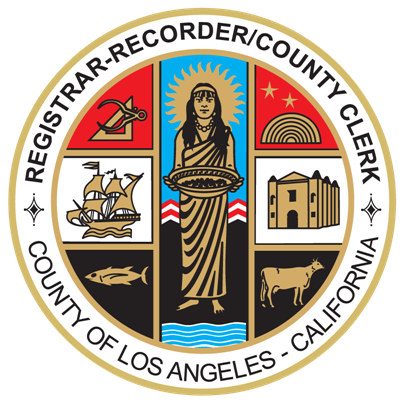 REGISTRAR-RECORDER/COUNTY CLERK
COUNTY OF LOS ANGELES - CALIFORNIA